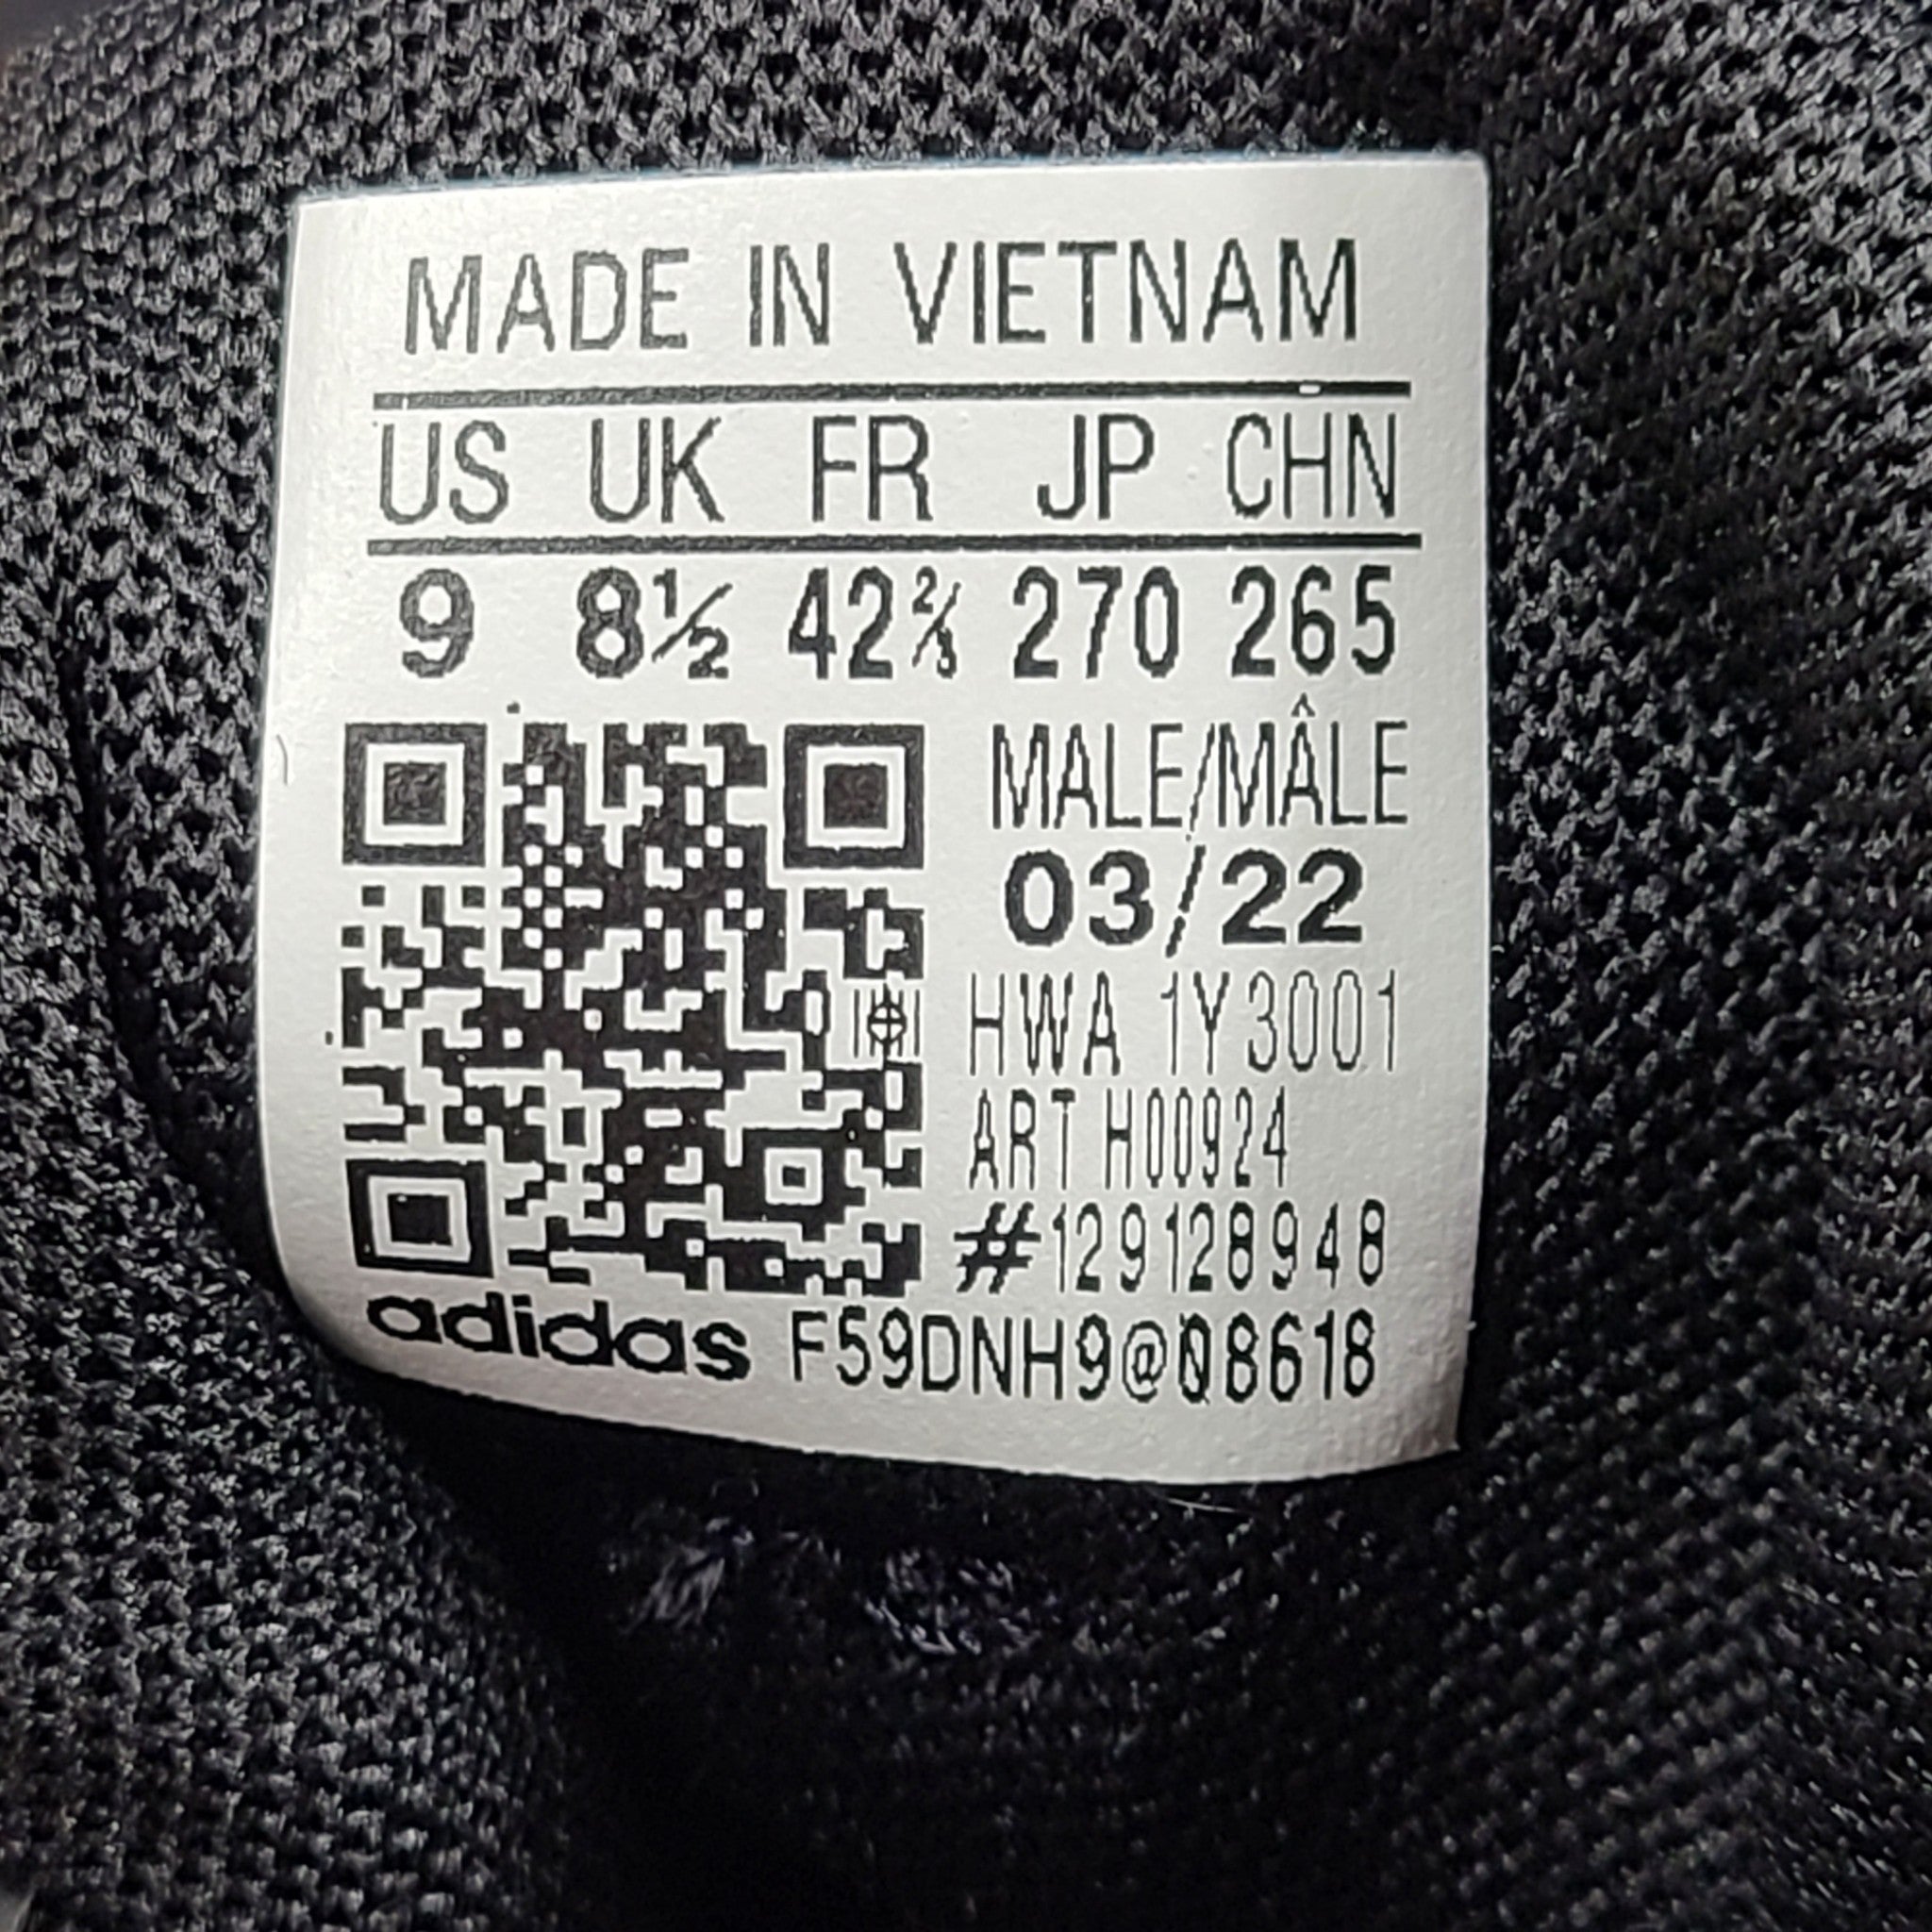 MADE IN VIETNAM
US UK FR JP CHN
9 8½ 42⅔ 270 265
MALE/MÂLE
03/22
HWA 1Y3001
ART H00924
#129128948
adidas F59DNH9@08618